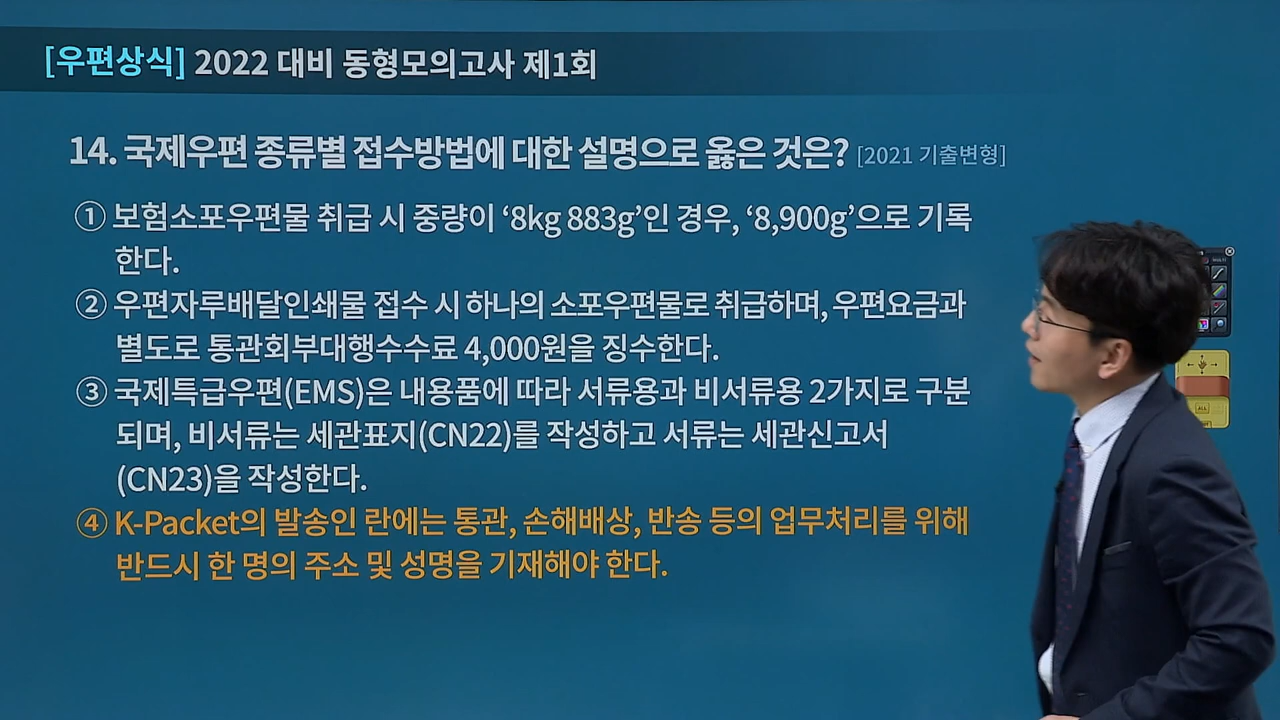 [우편상식] 2022 대비 동형모의고사 제1회
14. 국제우편 종류별 접수방법에 대한 설명으로 옳은 것은? [2021 기출변형]
① 보험소포우편물 취급 시 중량이 ‘8kg 883g’인 경우, ‘8,900g’으로 기록
한다.
② 우편자루배달인쇄물 접수 시 하나의 소포우편물로 취급하며, 우편요금과
별도로 통관회부대행수수료 4,000원을 징수한다.
③ 국제특급우편(EMS)은 내용품에 따라 서류용과 비서류용 2가지로 구분
되며, 비서류는 세관표지(CN22)를 작성하고 서류는 세관신고서
(CN23)을 작성한다.
④ K-Packet의 발송인 란에는 통관, 손해배상, 반송 등의 업무처리를 위해
반드시 한 명의 주소 및 성명을 기재해야 한다.